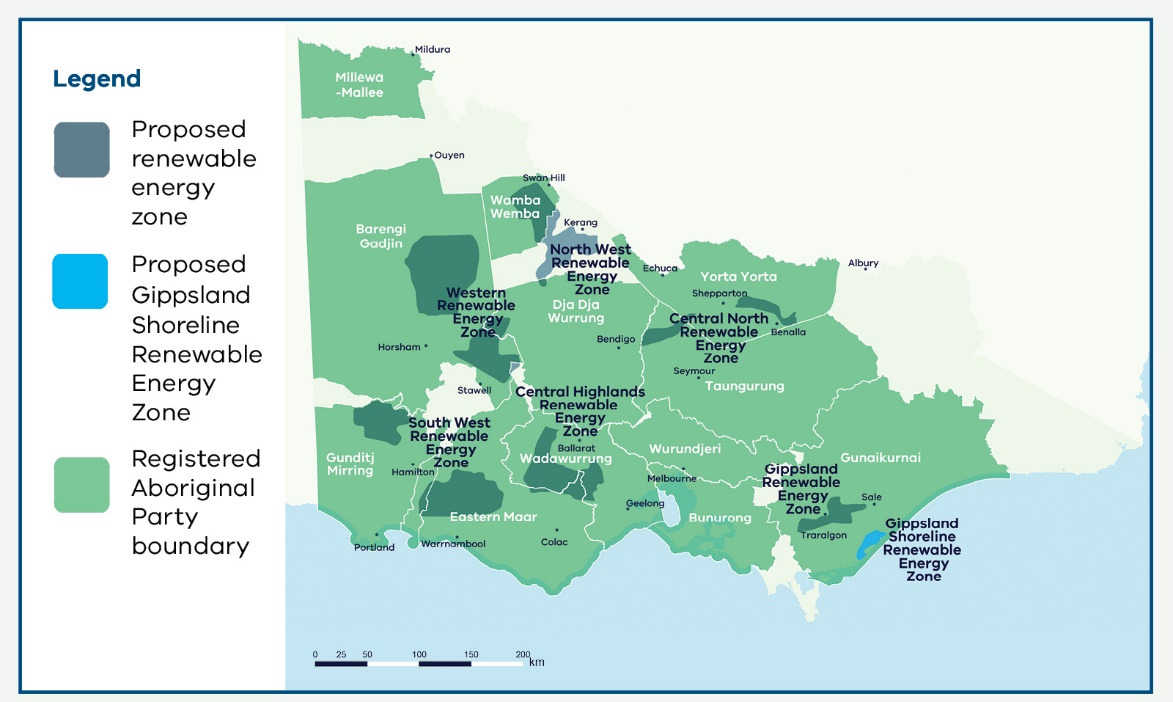 Legend
Proposed
renewable
energy
zone
Proposed
Gippsland
Shoreline
Renewable
Energy
Zone
Registered
Aboriginal
Party
boundary
Mildura
Millewa
-Mallee
Ouyen
Swan Hill
Wamba
Wemba
Kerang
Barengi
Gadjin
North West
Renewable
Energy
Zone
Echuca
Albury
Yorta Yorta
Shepparton
Western
Renewable
Energy
Zone
Dja Dja
Wurrung
Central North
Renewable
Energy
Zone
Benalla
Horsham
Bendigo
Seymour
Taungurung
Stawell
Central Highlands
Renewable
Energy
Zone
South West
Renewable
Energy
Zone
Ballarat
Wadawurrung
Wurundjeri
Gunaikurnai
Gunditj
Mirring
Hamilton
Melbourne
Gippsland
Renewable
Energy
Zone
Sale
Geelong
Eastern Maar
Bunurong
Traralgon
Gippsland
Shoreline
Renewable
Energy
Zone
Portland
Warrnambool
Colac
0 25 50 100 150 200
km